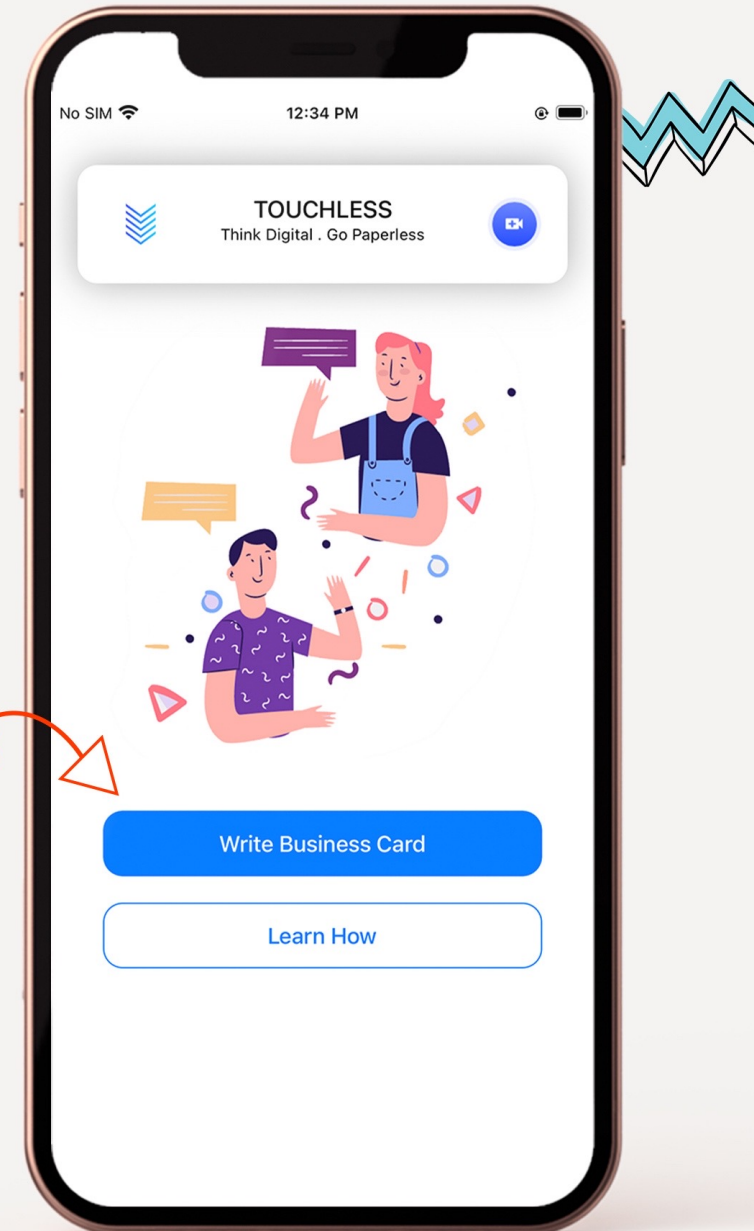 No SIM 12:34 PM
TOUCHLESS
Think Digital . Go Paperless
Write Business Card
Learn How